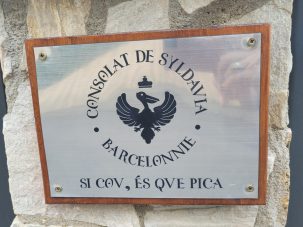 CONSOLAT DE SYLDAVIA
BARCELONNIE
SI COV, ÉS QVE PICA